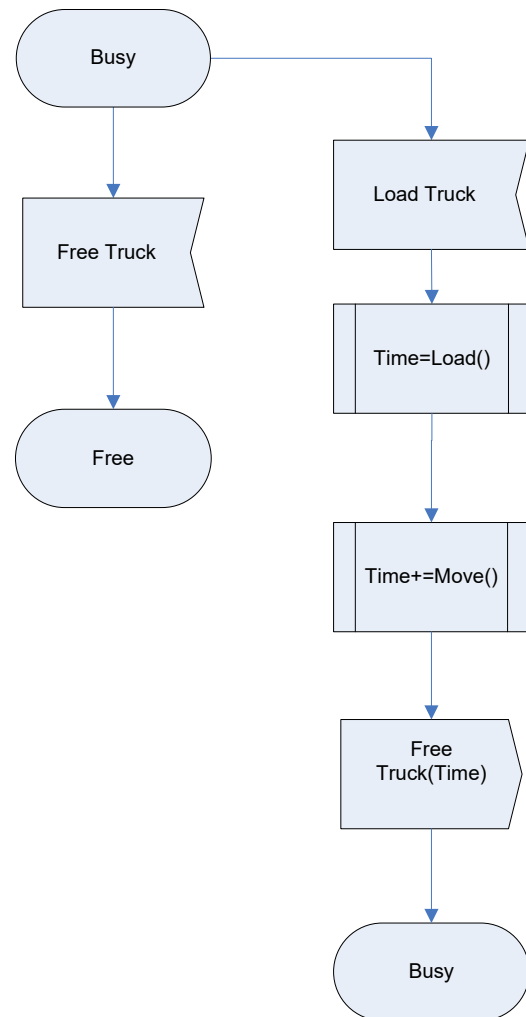 Busy
Free Truck
Free
Load Truck
Time=Load()
Time+=Move()
Free
Truck(Time)
Busy